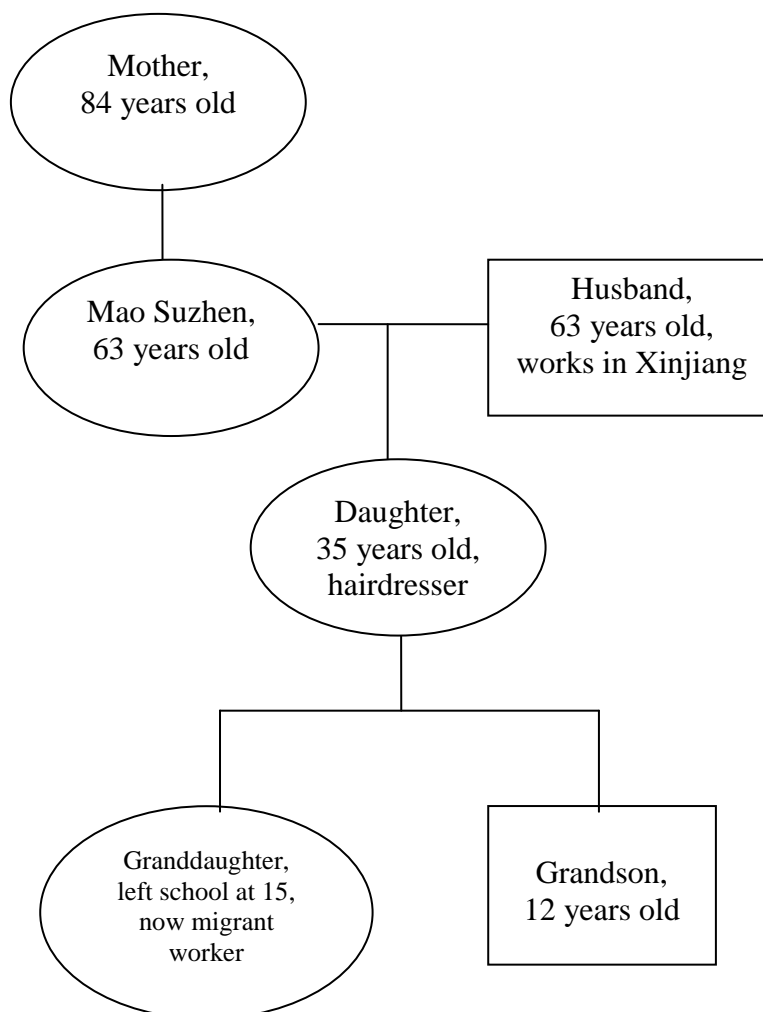 Mother,
84 years old
Mao Suzhen,
63 years old
Husband,
63 years old,
works in Xinjiang
Daughter,
35 years old,
hairdresser
Granddaughter,
left school at 15,
now migrant
worker
Grandson,
12 years old